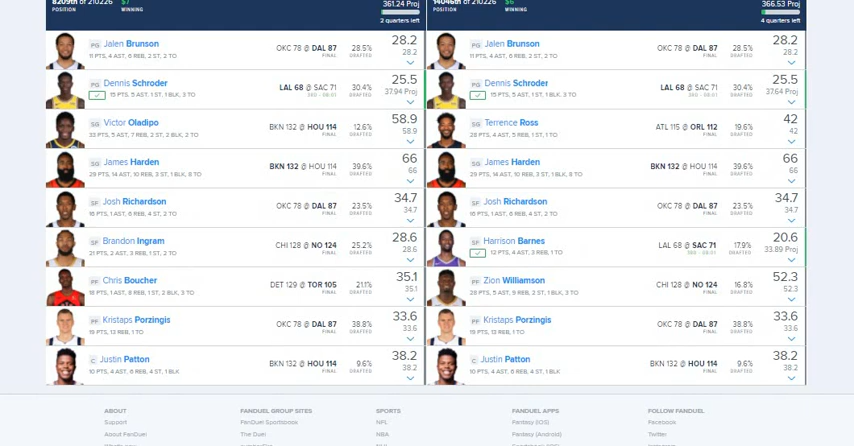 8209th of 210226 $7 361.24 Proj
POSITION WINNING
2 quarters left
PG Jalen Brunson OKC 78 @ DAL 87 28.5% 28.2
11 PTS, 4 AST, 6 REB, 2 ST, 2 TO FINAL DRAFTED 28.2
PG Dennis Schroder LAL 68 @ SAC 71 30.4% 25.5
15 PTS, 5 AST, 1 ST, 1 BLK, 3 TO 3RD - 08:01 DRAFTED 37.94 Proj
SG Victor Oladipo BKN 132 @ HOU 114 12.6% 58.9
33 PTS, 5 AST, 7 REB, 2 ST, 2 BLK, 2 TO FINAL DRAFTED 58.9
SG James Harden BKN 132 @ HOU 114 39.6% 66
29 PTS, 14 AST, 10 REB, 3 ST, 1 BLK, 8 TO FINAL DRAFTED 66
SF Josh Richardson OKC 78 @ DAL 87 23.5% 34.7
16 PTS, 1 AST, 6 REB, 4 ST, 2 TO FINAL DRAFTED 34.7
SF Brandon Ingram CHI 128 @ NO 124 25.2% 28.6
21 PTS, 2 AST, 3 REB, 1 ST, 2 TO FINAL DRAFTED 28.6
PF Chris Boucher DET 129 @ TOR 105 21.1% 35.1
18 PTS, 1 AST, 8 REB, 1 ST, 2 BLK, 3 TO FINAL DRAFTED 35.1
PF Kristaps Porzingis OKC 78 @ DAL 87 38.8% 33.6
19 PTS, 13 REB, 1 TO FINAL DRAFTED 33.6
C Justin Patton BKN 132 @ HOU 114 9.6% 38.2
10 PTS, 4 AST, 6 REB, 4 ST, 1 BLK FINAL DRAFTED 38.2
14046th of 210226 $6 366.53 Proj
POSITION WINNING
4 quarters left
PG Jalen Brunson OKC 78 @ DAL 87 28.5% 28.2
11 PTS, 4 AST, 6 REB, 2 ST, 2 TO FINAL DRAFTED 28.2
PG Dennis Schroder LAL 68 @ SAC 71 30.4% 25.5
15 PTS, 5 AST, 1 ST, 1 BLK, 3 TO 3RD - 08:01 DRAFTED 37.64 Proj
SG Terrence Ross ATL 115 @ ORL 112 19.6% 42
28 PTS, 4 AST, 5 REB, 1 ST, 1 TO FINAL DRAFTED 42
SG James Harden BKN 132 @ HOU 114 39.6% 66
29 PTS, 14 AST, 10 REB, 3 ST, 1 BLK, 8 TO FINAL DRAFTED 66
SF Josh Richardson OKC 78 @ DAL 87 23.5% 34.7
16 PTS, 1 AST, 6 REB, 4 ST, 2 TO FINAL DRAFTED 34.7
SF Harrison Barnes LAL 68 @ SAC 71 17.9% 20.6
12 PTS, 4 AST, 3 REB, 1 TO 3RD - 08:01 DRAFTED 33.89 Proj
PF Zion Williamson CHI 128 @ NO 124 16.8% 52.3
28 PTS, 5 AST, 9 REB, 2 ST, 1 BLK, 3 TO FINAL DRAFTED 52.3
PF Kristaps Porzingis OKC 78 @ DAL 87 38.8% 33.6
19 PTS, 13 REB, 1 TO FINAL DRAFTED 33.6
C Justin Patton BKN 132 @ HOU 114 9.6% 38.2
10 PTS, 4 AST, 6 REB, 4 ST, 1 BLK FINAL DRAFTED 38.2
ABOUT FANDUEL GROUP SITES SPORTS FANDUEL APPS FOLLOW FANDUEL
Support FanDuel Sportsbook NFL Fantasy (iOS) Facebook
About FanDuel The Duel NBA Fantasy (Android) Twitter